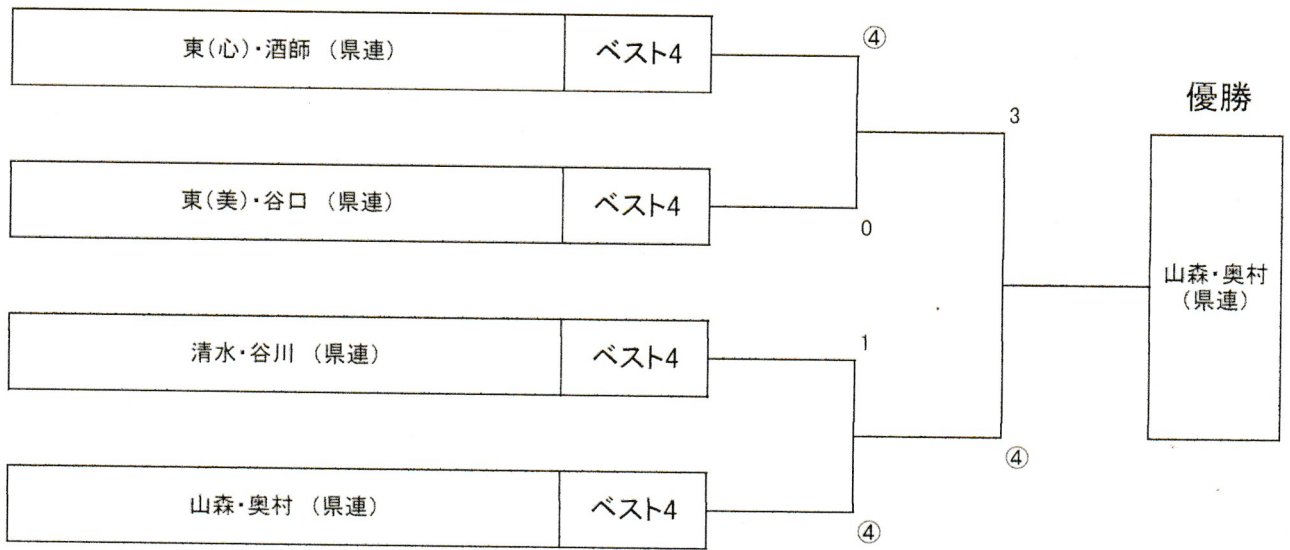 東(心)・酒師 (県連) ベスト4
④
優勝
3
東(美)・谷口 (県連) ベスト4
0
山森・奥村
(県連)
清水・谷川 (県連) ベスト4
1
④
山森・奥村 (県連) ベスト4
④